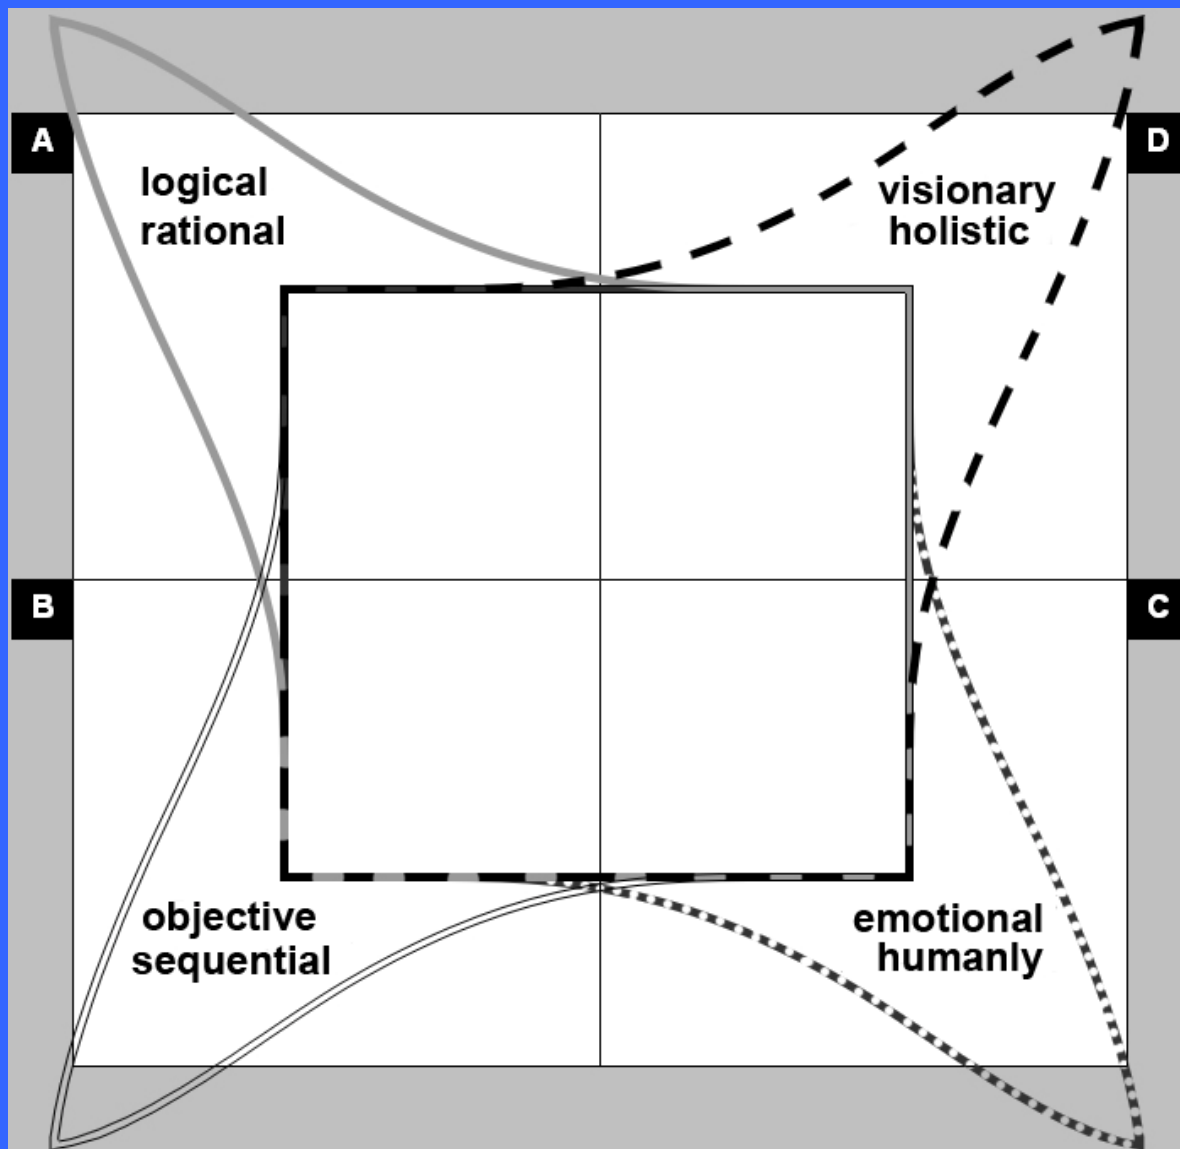 A
D
logical
rational
visionary
holistic
B
C
objective
sequential
emotional
humanly